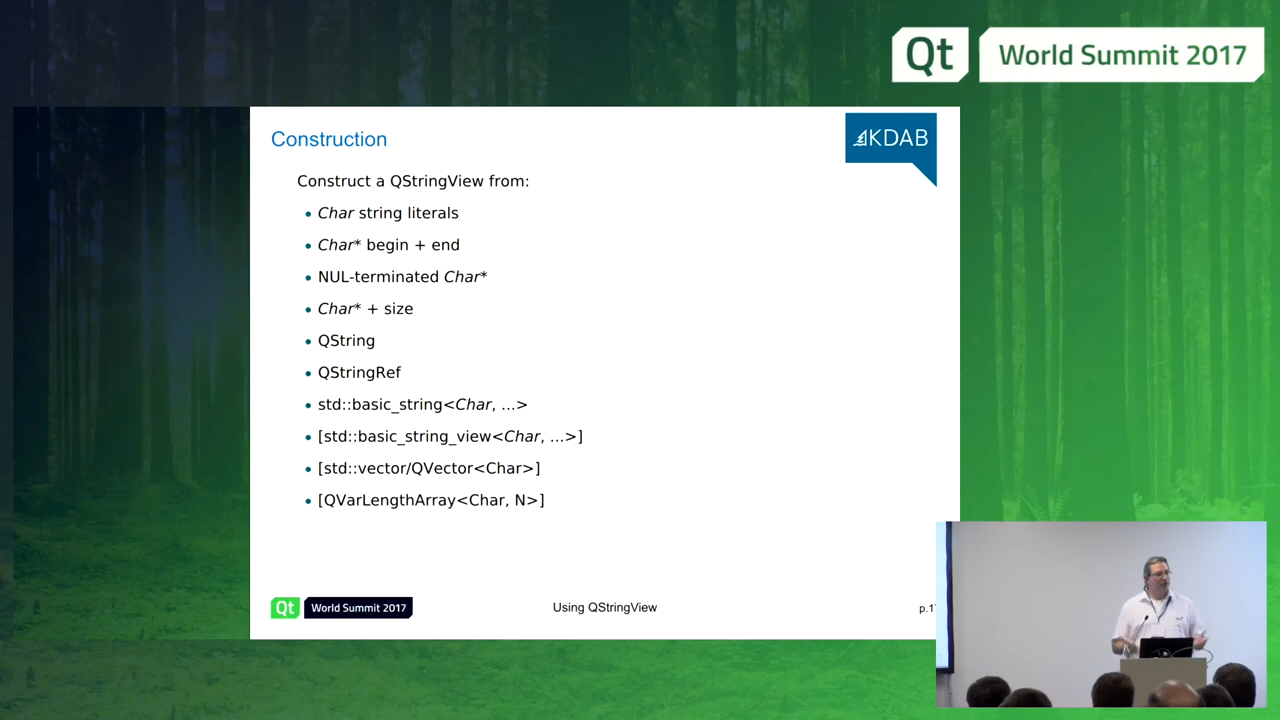 Qt
World Summit 2017
Construction
KDAB
Construct a QStringView from:
• Char string literals
• Char* begin + end
• NUL-terminated Char*
• Char* + size
• QString
• QStringRef
• std::basic_string<Char, ...>
• [std::basic_string_view<Char, ...>]
• [std::vector/QVector<Char>]
• [QVarLengthArray<Char, N>]
Qt World Summit 2017
Using QStringView